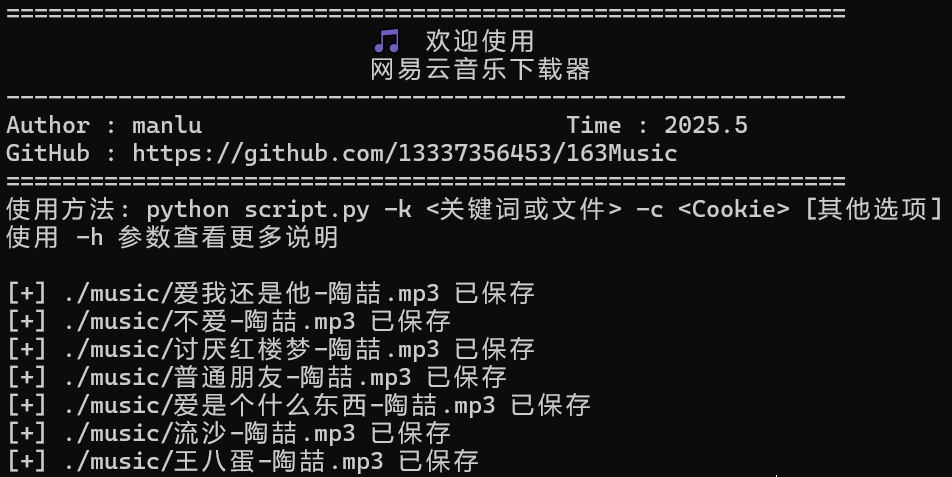 ============================================================
🎵 欢迎使用
网易云音乐下载器
------------------------------------------------------------
Author : manlu Time : 2025.5
GitHub : https://github.com/13337356453/163Music
============================================================
使用方法: python script.py -k <关键词或文件> -c <Cookie> [其他选项]
使用 -h 参数查看更多说明
[+] ./music/爱我还是他-陶喆.mp3 已保存
[+] ./music/不爱-陶喆.mp3 已保存
[+] ./music/讨厌红楼梦-陶喆.mp3 已保存
[+] ./music/普通朋友-陶喆.mp3 已保存
[+] ./music/爱是个什么东西-陶喆.mp3 已保存
[+] ./music/流沙-陶喆.mp3 已保存
[+] ./music/王八蛋-陶喆.mp3 已保存